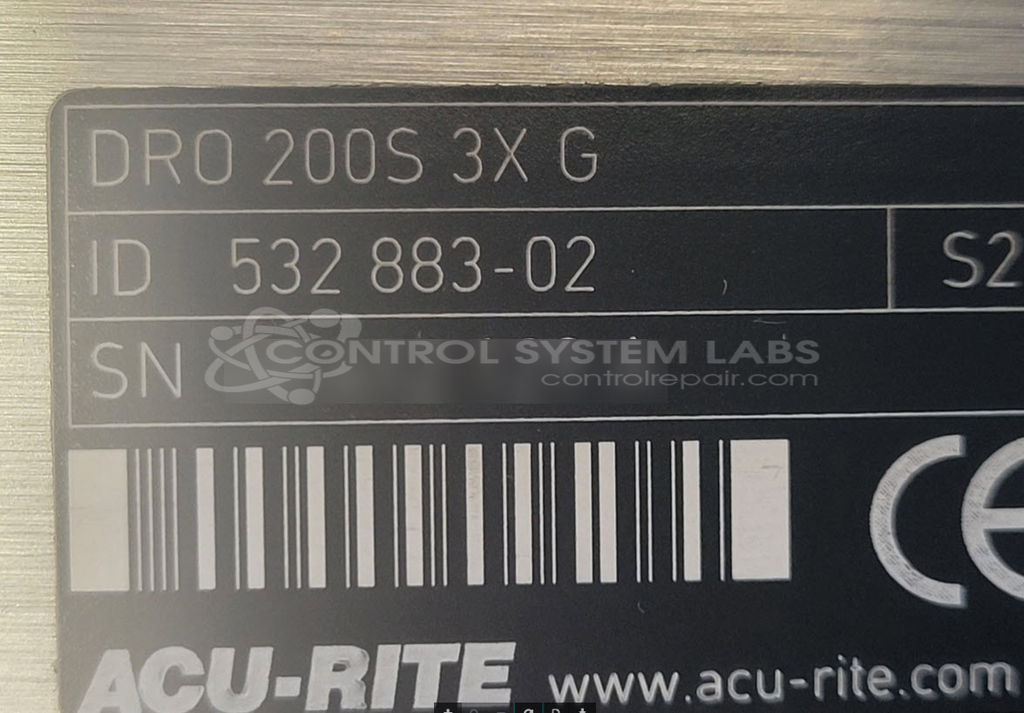 DRO 200S 3X G
ID 532 883-02 S2
SN
CONTROL SYSTEM LABS
controlrepair.com
CE
ACU-RITE www.acu-rite.com